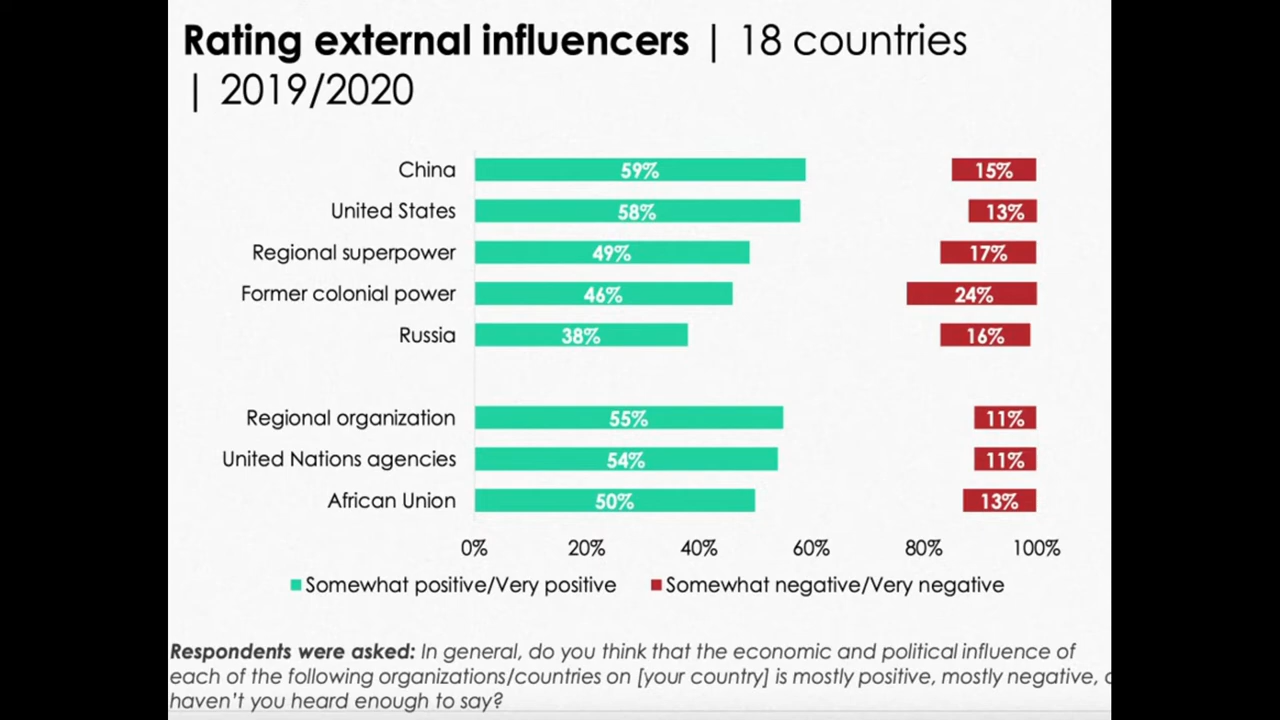 Rating external influencers | 18 countries
| 2019/2020
China 59% 15%
United States 58% 13%
Regional superpower 49% 17%
Former colonial power 46% 24%
Russia 38% 16%
Regional organization 55% 11%
United Nations agencies 54% 11%
African Union 50% 13%
0% 20% 40% 60% 80% 100%
Somewhat positive/Very positive Somewhat negative/Very negative
Respondents were asked: In general, do you think that the economic and political influence of
each of the following organizations/countries on [your country] is mostly positive, mostly negative,
haven't you heard enough to say?